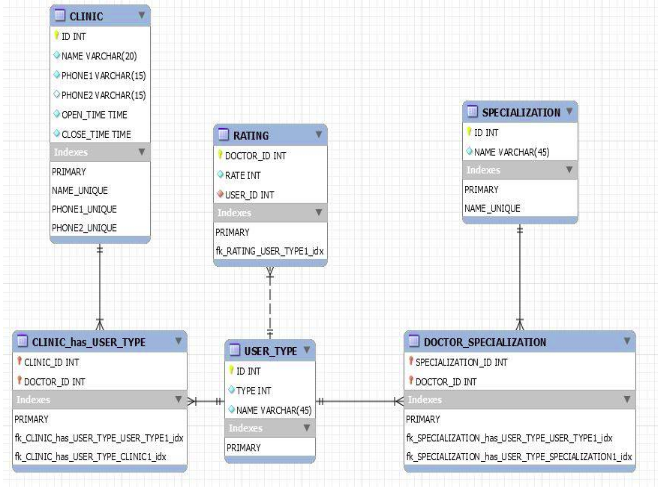 CLINIC
ID INT
NAME VARCHAR(20)
PHONE1 VARCHAR(15)
PHONE2 VARCHAR(15)
OPEN_TIME TIME
CLOSE_TIME TIME
Indexes
PRIMARY
NAME_UNIQUE
PHONE1_UNIQUE
PHONE2_UNIQUE
RATING
DOCTOR_ID INT
RATE INT
USER_ID INT
Indexes
PRIMARY
fk_RATING_USER_TYPE1_idx
SPECIALIZATION
ID INT
NAME VARCHAR(45)
Indexes
PRIMARY
NAME_UNIQUE
CLINIC_has_USER_TYPE
CLINIC_ID INT
DOCTOR_ID INT
Indexes
PRIMARY
fk_CLINIC_has_USER_TYPE_USER_TYPE1_idx
fk_CLINIC_has_USER_TYPE_CLINIC1_idx
USER_TYPE
ID INT
TYPE INT
NAME VARCHAR(45)
Indexes
PRIMARY
DOCTOR_SPECIALIZATION
SPECIALIZATION_ID INT
DOCTOR_ID INT
Indexes
PRIMARY
fk_SPECIALIZATION_has_USER_TYPE_USER_TYPE1_idx
fk_SPECIALIZATION_has_USER_TYPE_SPECIALIZATION1_idx